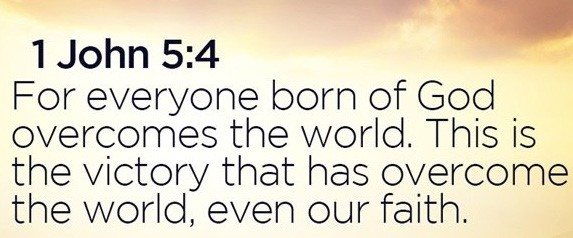 1 John 5:4
For everyone born of God
overcomes the world. This is
the victory that has overcome
the world, even our faith.